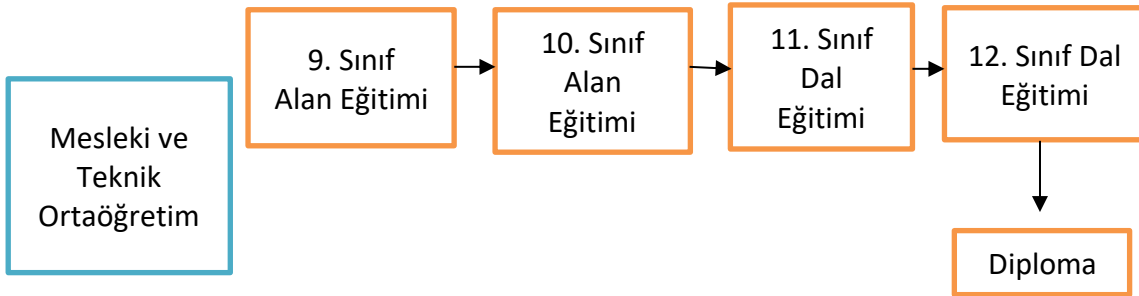 Mesleki ve
Teknik
Ortaöğretim
9. Sınıf
Alan Eğitimi
10. Sınıf
Alan
Eğitimi
11. Sınıf
Dal
Eğitimi
12. Sınıf Dal
Eğitimi
Diploma